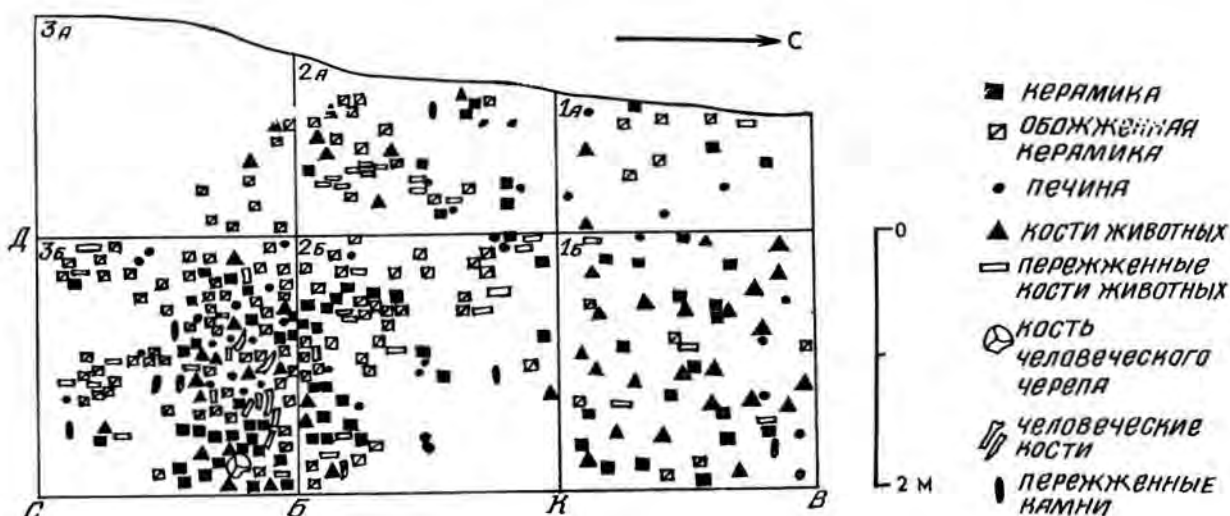 3А
2А
1А
С
Д
3Б
2Б
1Б
С
Б
К
В
0
2 М
КЕРАМИКА
ОБОЖЖЕННАЯ
КЕРАМИКА
ПЕЧИНА
КОСТИ ЖИВОТНЫХ
ПЕРЕЖЖЕННЫЕ
КОСТИ ЖИВОТНЫХ
КОСТЬ
ЧЕЛОВЕЧЕСКОГО
ЧЕРЕПА
ЧЕЛОВЕЧЕСКИЕ
КОСТИ
ПЕРЕЖЖЕННЫЕ
КАМНИ